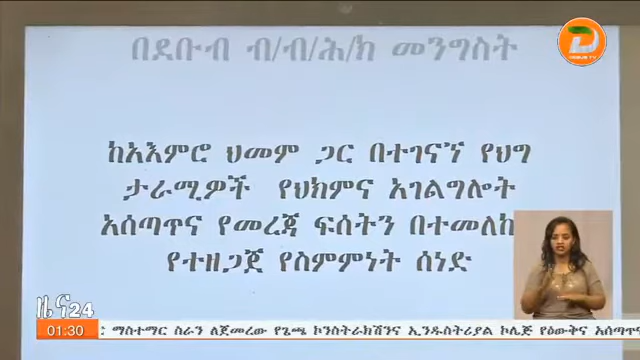 በደቡብ ብ/ብ/ሕ/ክ መንግስት
ከአእምሮ ህመም ጋር በተገናኘ የህግ
ታራሚዎች የህክምና አገልግሎት
አሰጣጥና የመረጃ ፍሰትን በተመለከ
የተዘጋጀ የስምምነት ሰነድ
ዜና24
01:30
: ማስተማር ስራን ለጀመረው የጌጫ ኮንስትራክሽንና ኢንዱስትሪያል ኮሌጅ የዕውቅና አሰጣጥ